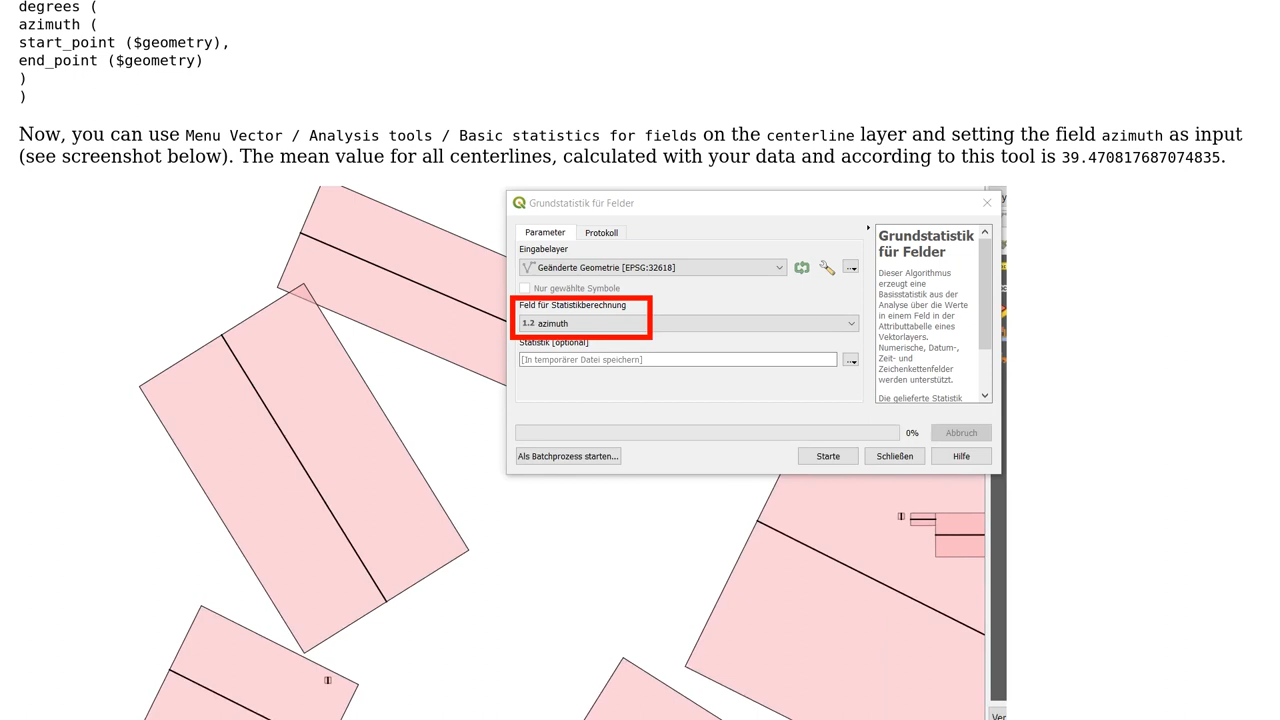 degrees (
azimuth (
start_point ($geometry),
end_point ($geometry)
)
)
Now, you can use Menu Vector / Analysis tools / Basic statistics for fields on the centerline layer and setting the field azimuth as input
(see screenshot below). The mean value for all centerlines, calculated with your data and according to this tool is 39.470817687074835.
Grundstatistik für Felder
Parameter
Protokoll
Eingabelayer
Geänderte Geometrie [EPSG:32618]
Nur gewählte Symbole
Feld für Statistikberechnung
1.2 azimuth
Statistik [optional]
[In temporärer Datei speichern]
Grundstatistik
für Felder
Dieser Algorithmus
erzeugt eine
Basisstatistik aus der
Analyse über die Werte
in einem Feld in der
Attributtabelle eines
Vektorlayers.
Numerische, Datum-,
Zeit- und
Zeichenkettenfelder
werden unterstützt.
Die gelieferte Statistik
0%
Abbruch
Als Batchprozess starten...
Starte
Schließen
Hilfe